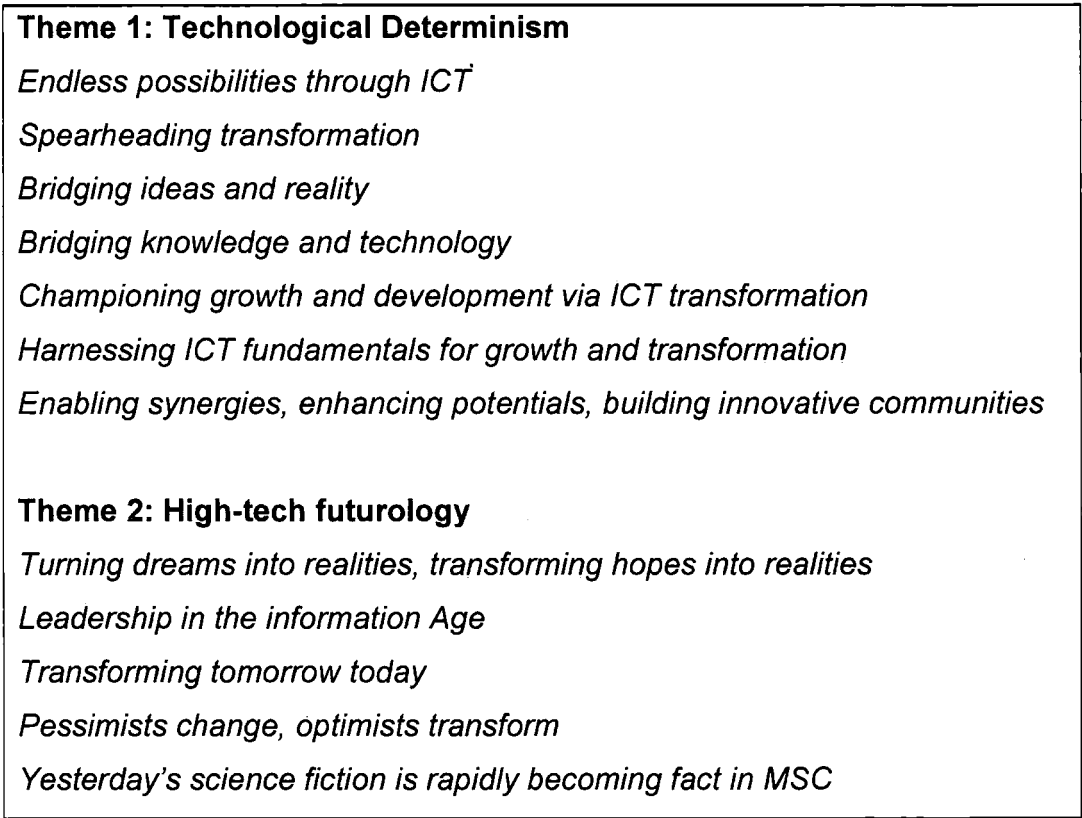 Theme 1: Technological Determinism
Endless possibilities through ICT
Spearheading transformation
Bridging ideas and reality
Bridging knowledge and technology
Championing growth and development via ICT transformation
Harnessing ICT fundamentals for growth and transformation
Enabling synergies, enhancing potentials, building innovative communities
Theme 2: High-tech futurology
Turning dreams into realities, transforming hopes into realities
Leadership in the information Age
Transforming tomorrow today
Pessimists change, optimists transform
Yesterday's science fiction is rapidly becoming fact in MSC